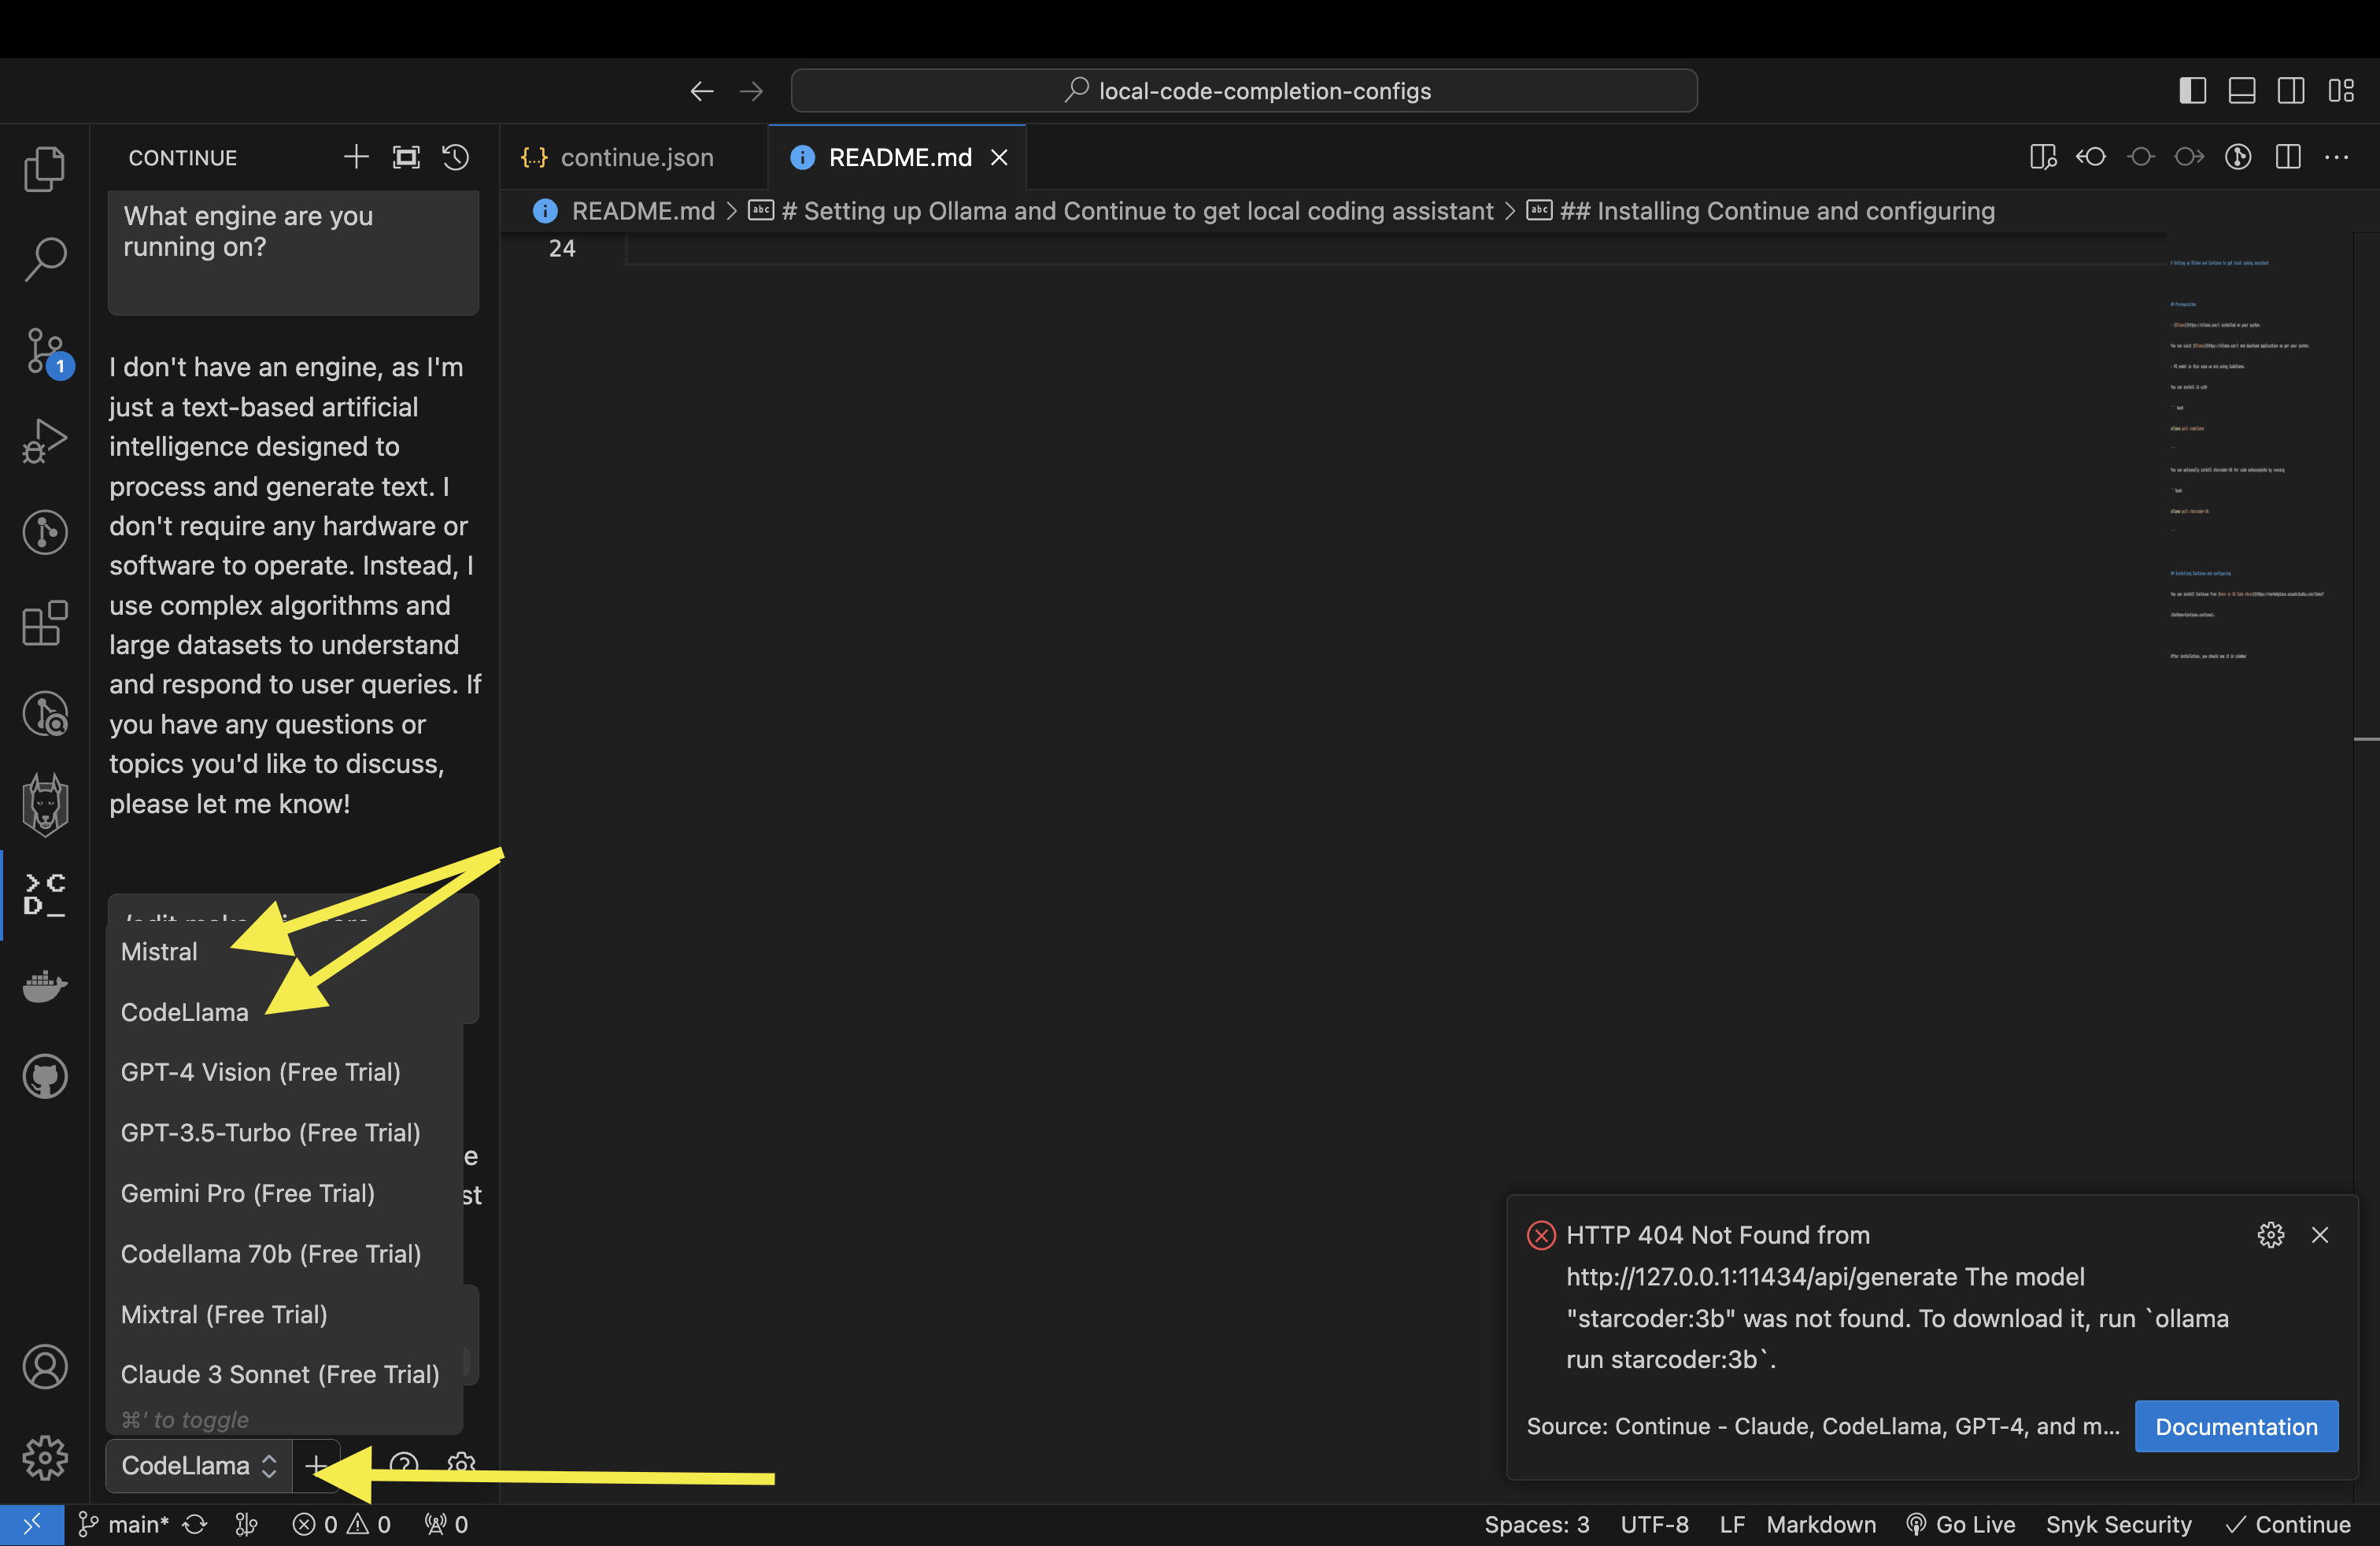 local-code-completion-configs
CONTINUE
{...} continue.json
README.md
README.md > # Setting up Ollama and Continue to get local coding assistant > ## Installing Continue and configuring
24
What engine are you
running on?
1
I don't have an engine, as I'm
just a text-based artificial
intelligence designed to
process and generate text. I
don't require any hardware or
software to operate. Instead, I
use complex algorithms and
large datasets to understand
and respond to user queries. If
you have any questions or
topics you'd like to discuss,
please let me know!
Mistral
CodeLlama
GPT-4 Vision (Free Trial)
GPT-3.5-Turbo (Free Trial)
e
Gemini Pro (Free Trial)
st
Codellama 70b (Free Trial)
Mixtral (Free Trial)
Claude 3 Sonnet (Free Trial)
⌘' to toggle
CodeLlama
HTTP 404 Not Found from
http://127.0.0.1:11434/api/generate The model
"starcoder:3b" was not found. To download it, run `ollama
run starcoder:3b`.
Source: Continue - Claude, CodeLlama, GPT-4, and m...
Documentation
main* 0 0 0
Spaces: 3 UTF-8 LF Markdown Go Live Snyk Security Continue